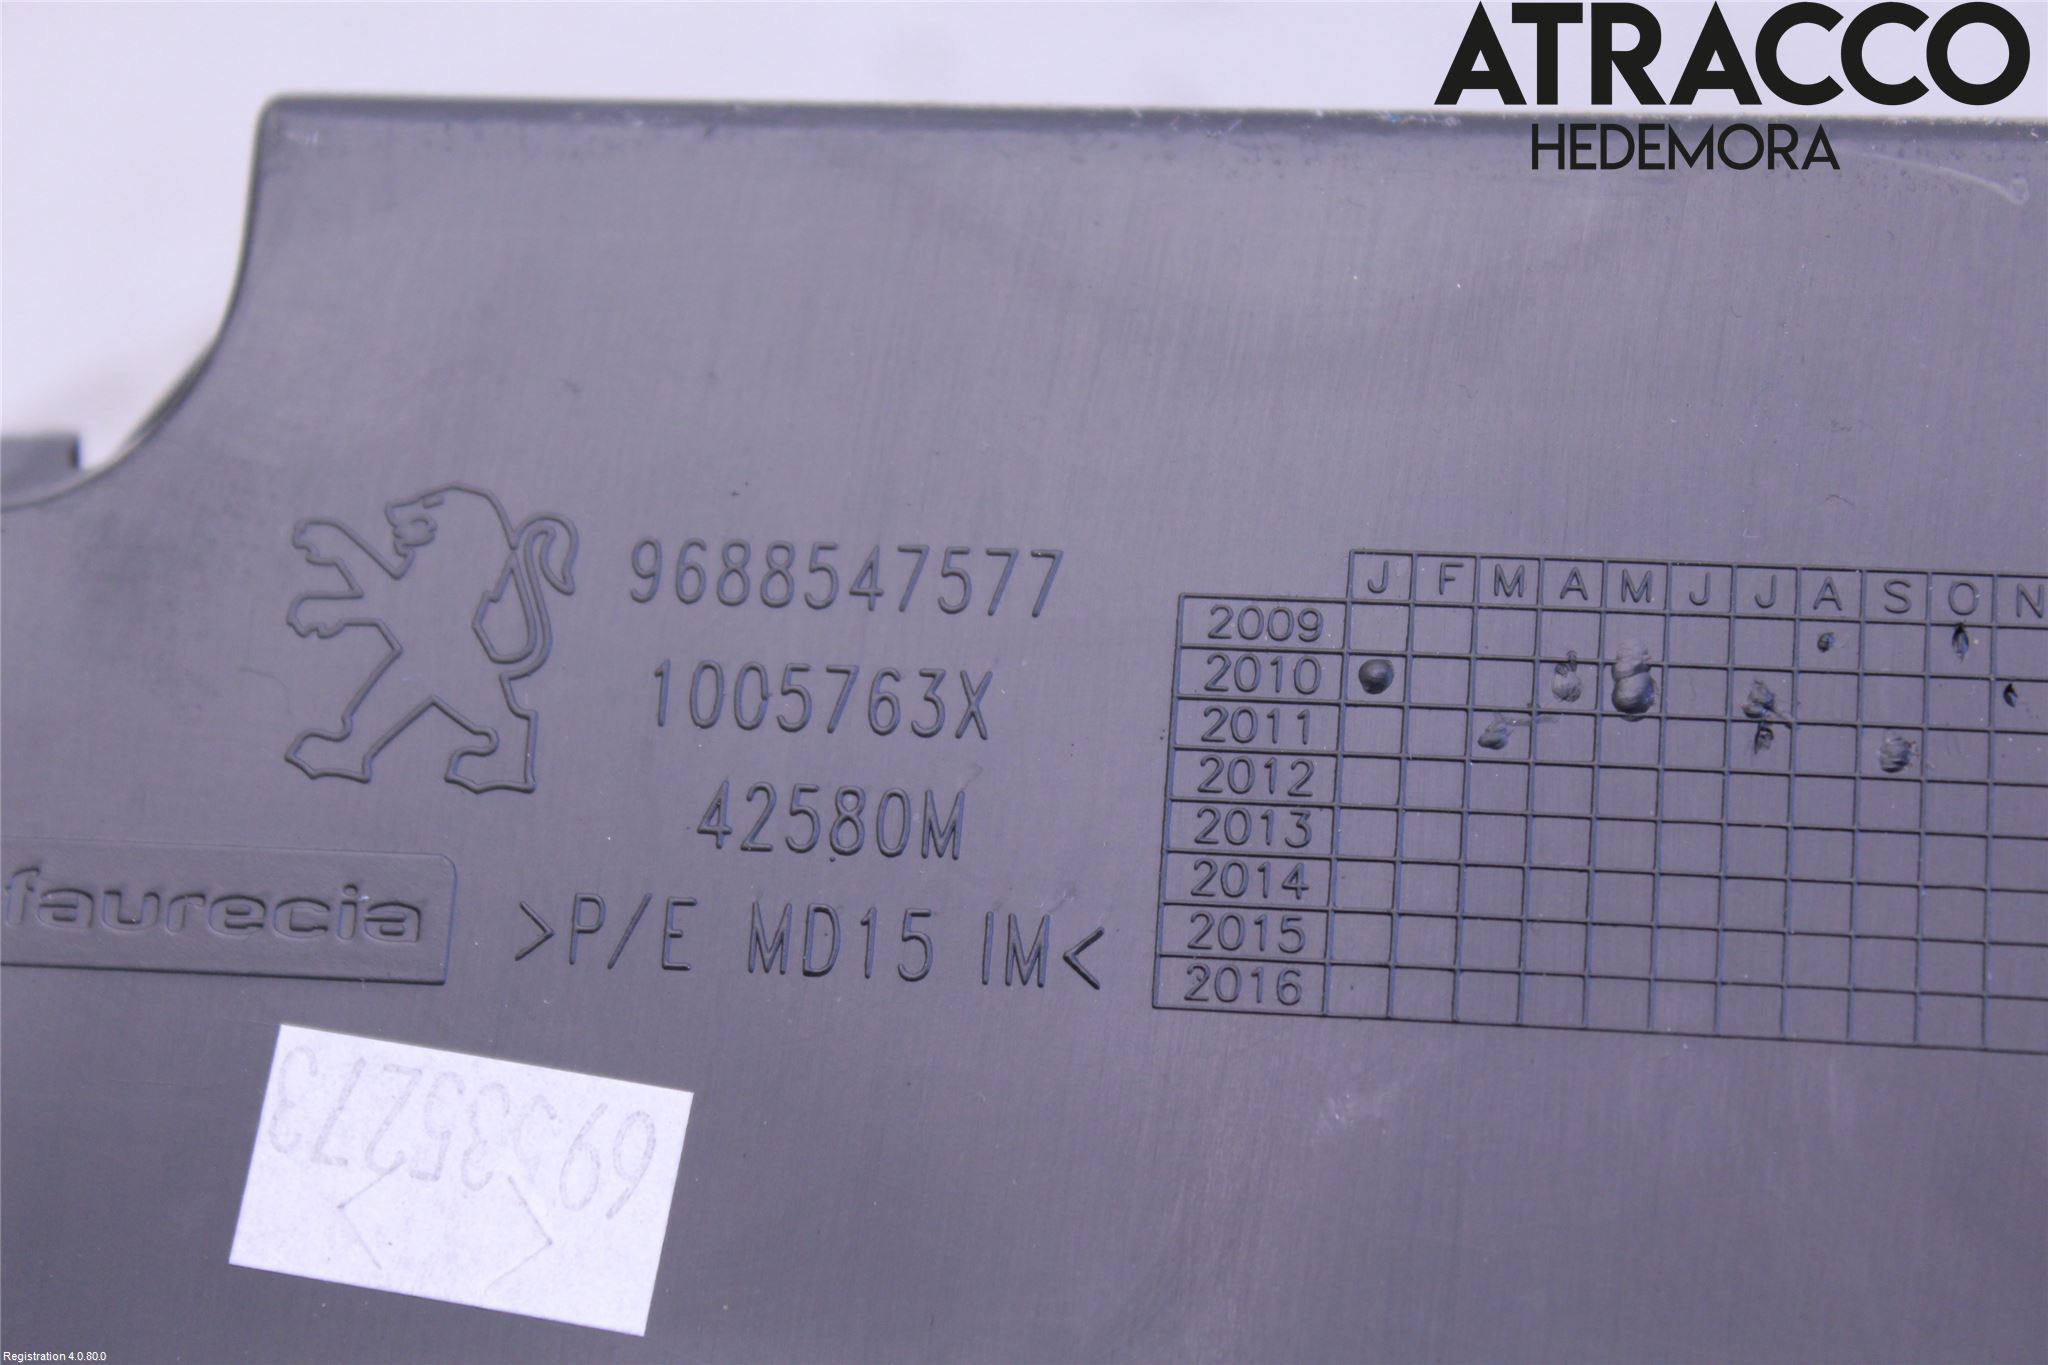 ATRACCO
HEDEMORA
9688547577
1005763X
42580M
faurecia
>P/E MD15 IM<
J F M A M J J A S O N
2009
2010
2011
2012
2013
2014
2015
2016
Registration 4.0.80.0